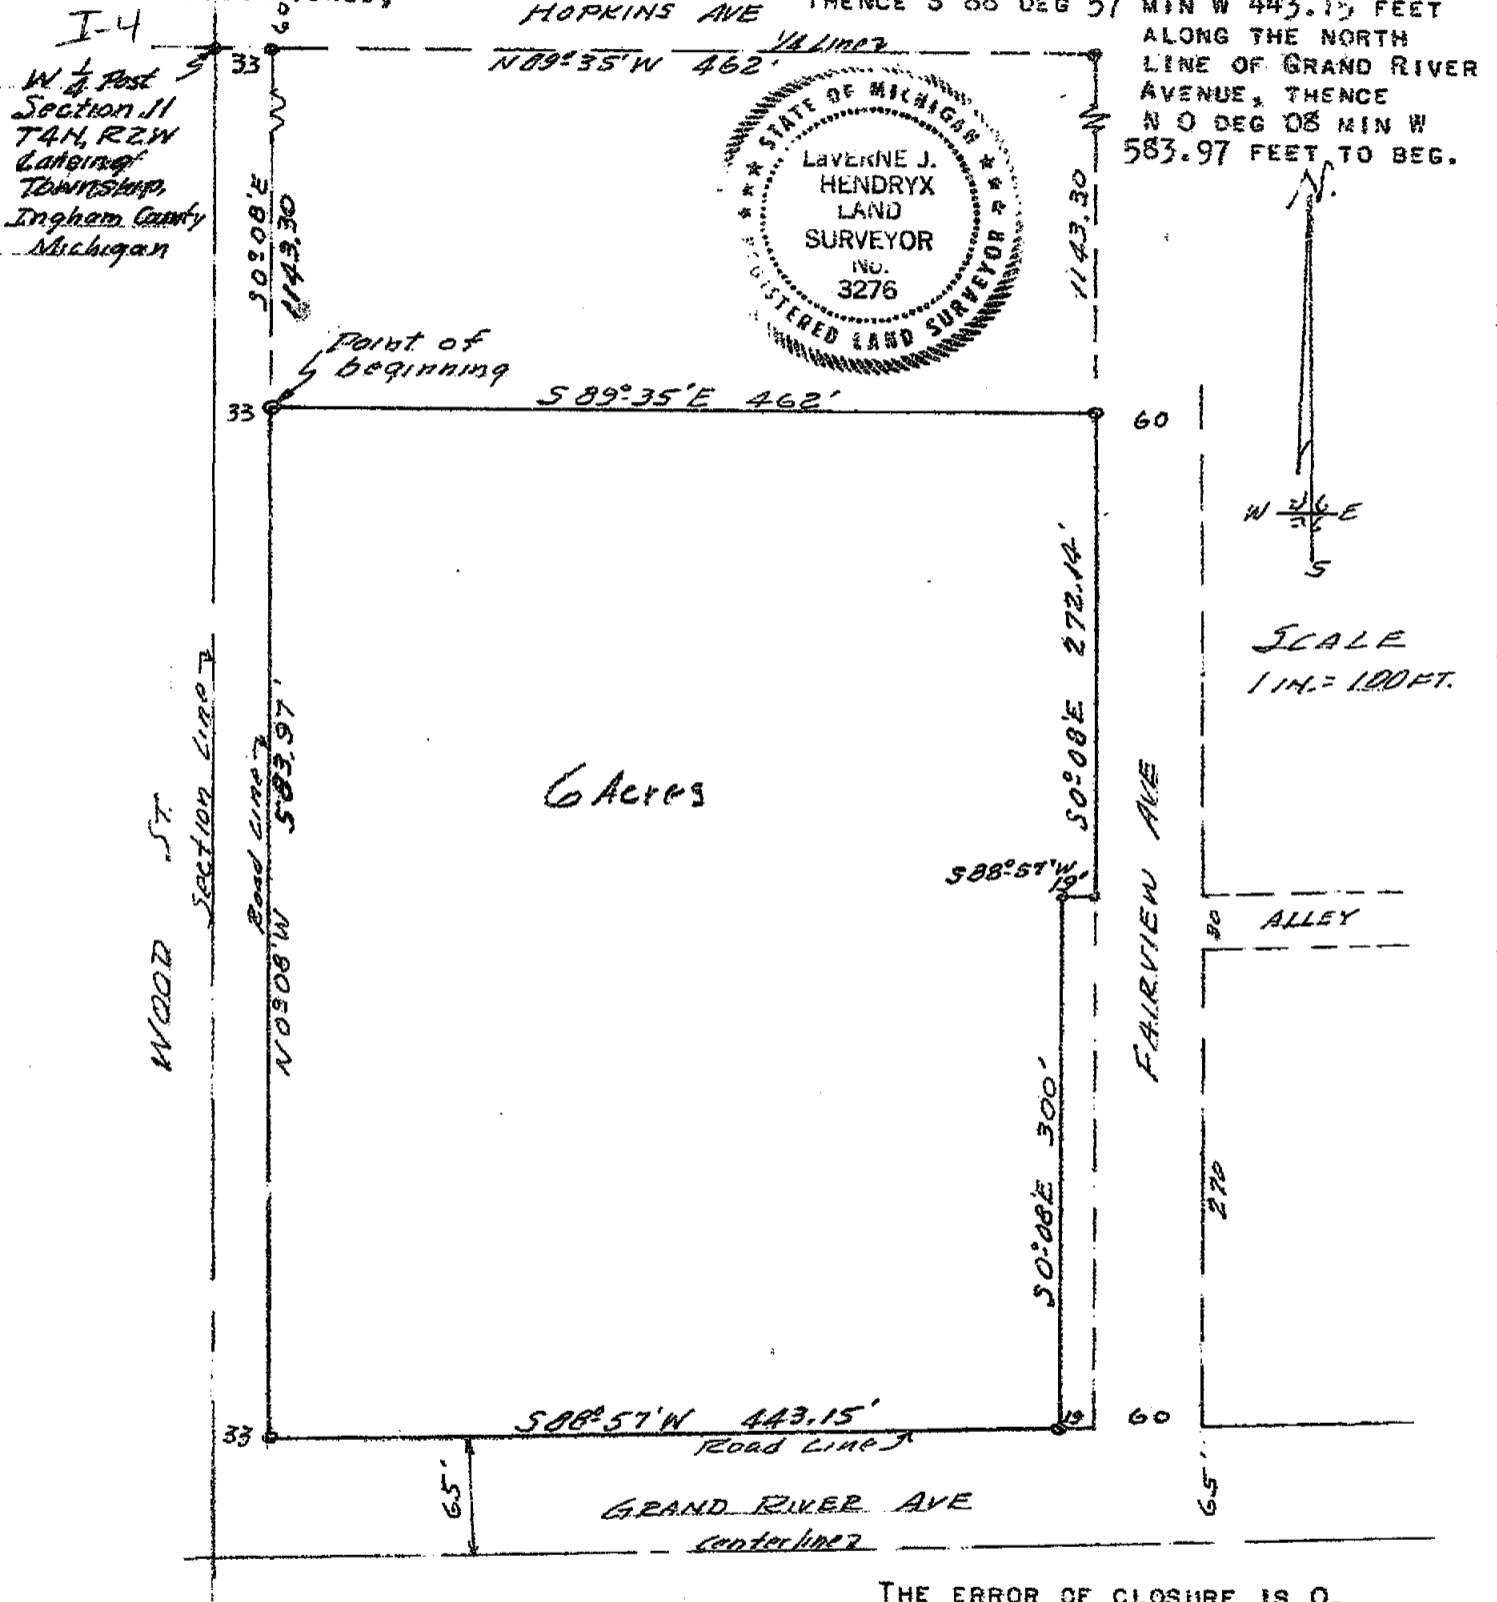 I-4
HOPKINS AVE
THENCE S 88 DEG 57 MIN W 443.15 FEET
ALONG THE NORTH
LINE OF GRAND RIVER
AVENUE, THENCE
N 0 DEG 08 MIN W
583.97 FEET TO BEG.
33
N89°35'W 462'
1/4 Line
W 1/4 Post
Section 11
T4N, R2W
Lansing
Township,
Ingham County
Michigan
STATE OF MICHIGAN
LaVERNE J.
HENDRYX
LAND
SURVEYOR
No.
3276
REGISTERED LAND SURVEYOR
S0°08'E
1143.30
1143.30
N.
Point of
beginning
33
S89°35'E 462'
60
W E
S
SCALE
1 IN. = 100 FT.
S0°08'E 272.14'
Section Line
Road Line
N0°08'W 583.97'
WOOD ST.
6 Acres
FAIRVIEW AVE
S88°57'W
19'
30
ALLEY
S0°08'E 300'
270
33
S88°57'W 443.15'
Road Line
19
60
65'
GRAND RIVER AVE
65'
Centerline
THE ERROR OF CLOSURE IS 0.